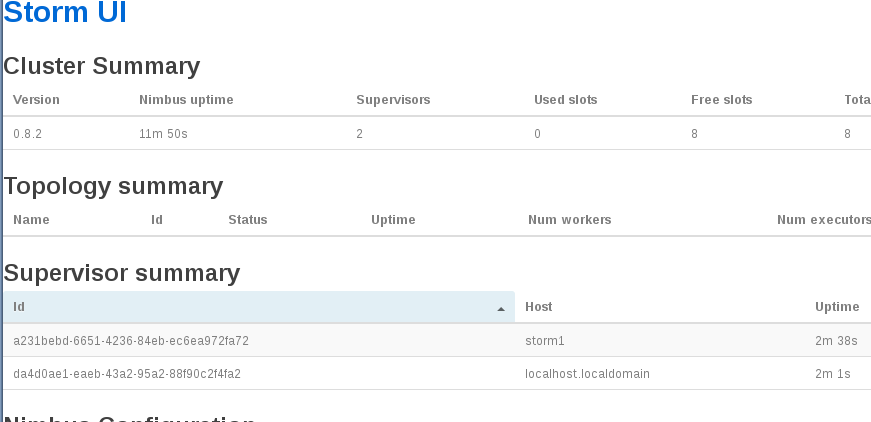 Storm UI
Cluster Summary
Version Nimbus uptime Supervisors Used slots Free slots Tota
0.8.2 11m 50s 2 0 8 8
Topology summary
Name Id Status Uptime Num workers Num executors
Supervisor summary
Id Host Uptime
a231bebd-6651-4236-84eb-ec6ea972fa72 storm1 2m 38s
da4d0ae1-eaeb-43a2-95a2-88f90c2f4fa2 localhost.localdomain 2m 1s
Nimbus Configuration